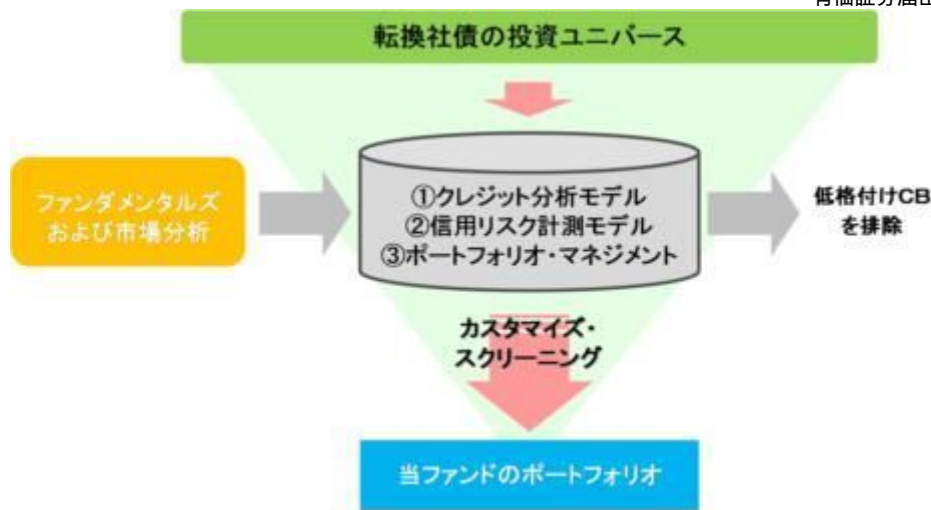 転換社債の投資ユニバース
ファンダメンタルズ
および市場分析
①クレジット分析モデル
②信用リスク計測モデル
③ポートフォリオ・マネジメント
低格付けCB
を排除
カスタマイズ・
スクリーニング
当ファンドのポートフォリオ